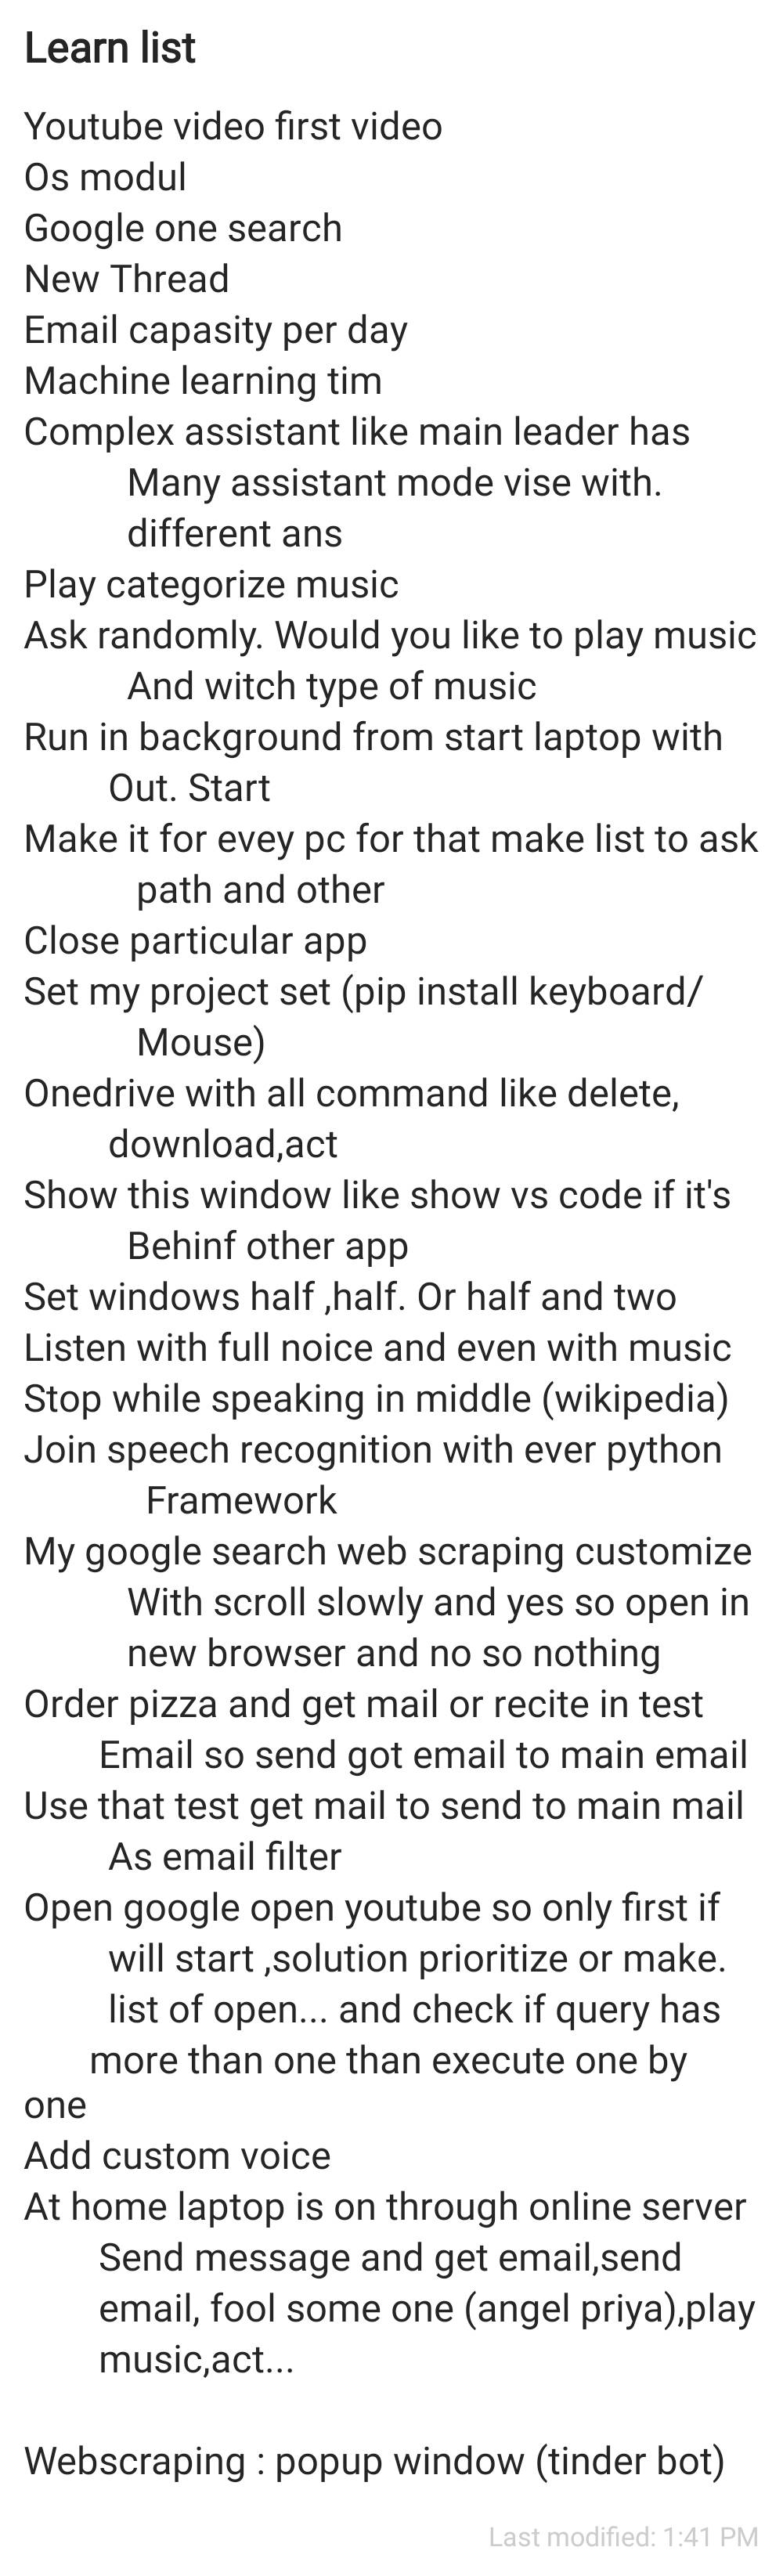 Learn list
Youtube video first video
Os modul
Google one search
New Thread
Email capasity per day
Machine learning tim
Complex assistant like main leader has
Many assistant mode vise with.
different ans
Play categorize music
Ask randomly. Would you like to play music
And witch type of music
Run in background from start laptop with
Out. Start
Make it for evey pc for that make list to ask
path and other
Close particular app
Set my project set (pip install keyboard/
Mouse)
Onedrive with all command like delete,
download,act
Show this window like show vs code if it's
Behinf other app
Set windows half ,half. Or half and two
Listen with full noice and even with music
Stop while speaking in middle (wikipedia)
Join speech recognition with ever python
Framework
My google search web scraping customize
With scroll slowly and yes so open in
new browser and no so nothing
Order pizza and get mail or recite in test
Email so send got email to main email
Use that test get mail to send to main mail
As email filter
Open google open youtube so only first if
will start ,solution prioritize or make.
list of open... and check if query has
more than one than execute one by
one
Add custom voice
At home laptop is on through online server
Send message and get email,send
email, fool some one (angel priya),play
music,act...
Webscraping : popup window (tinder bot)
Last modified: 1:41 PM